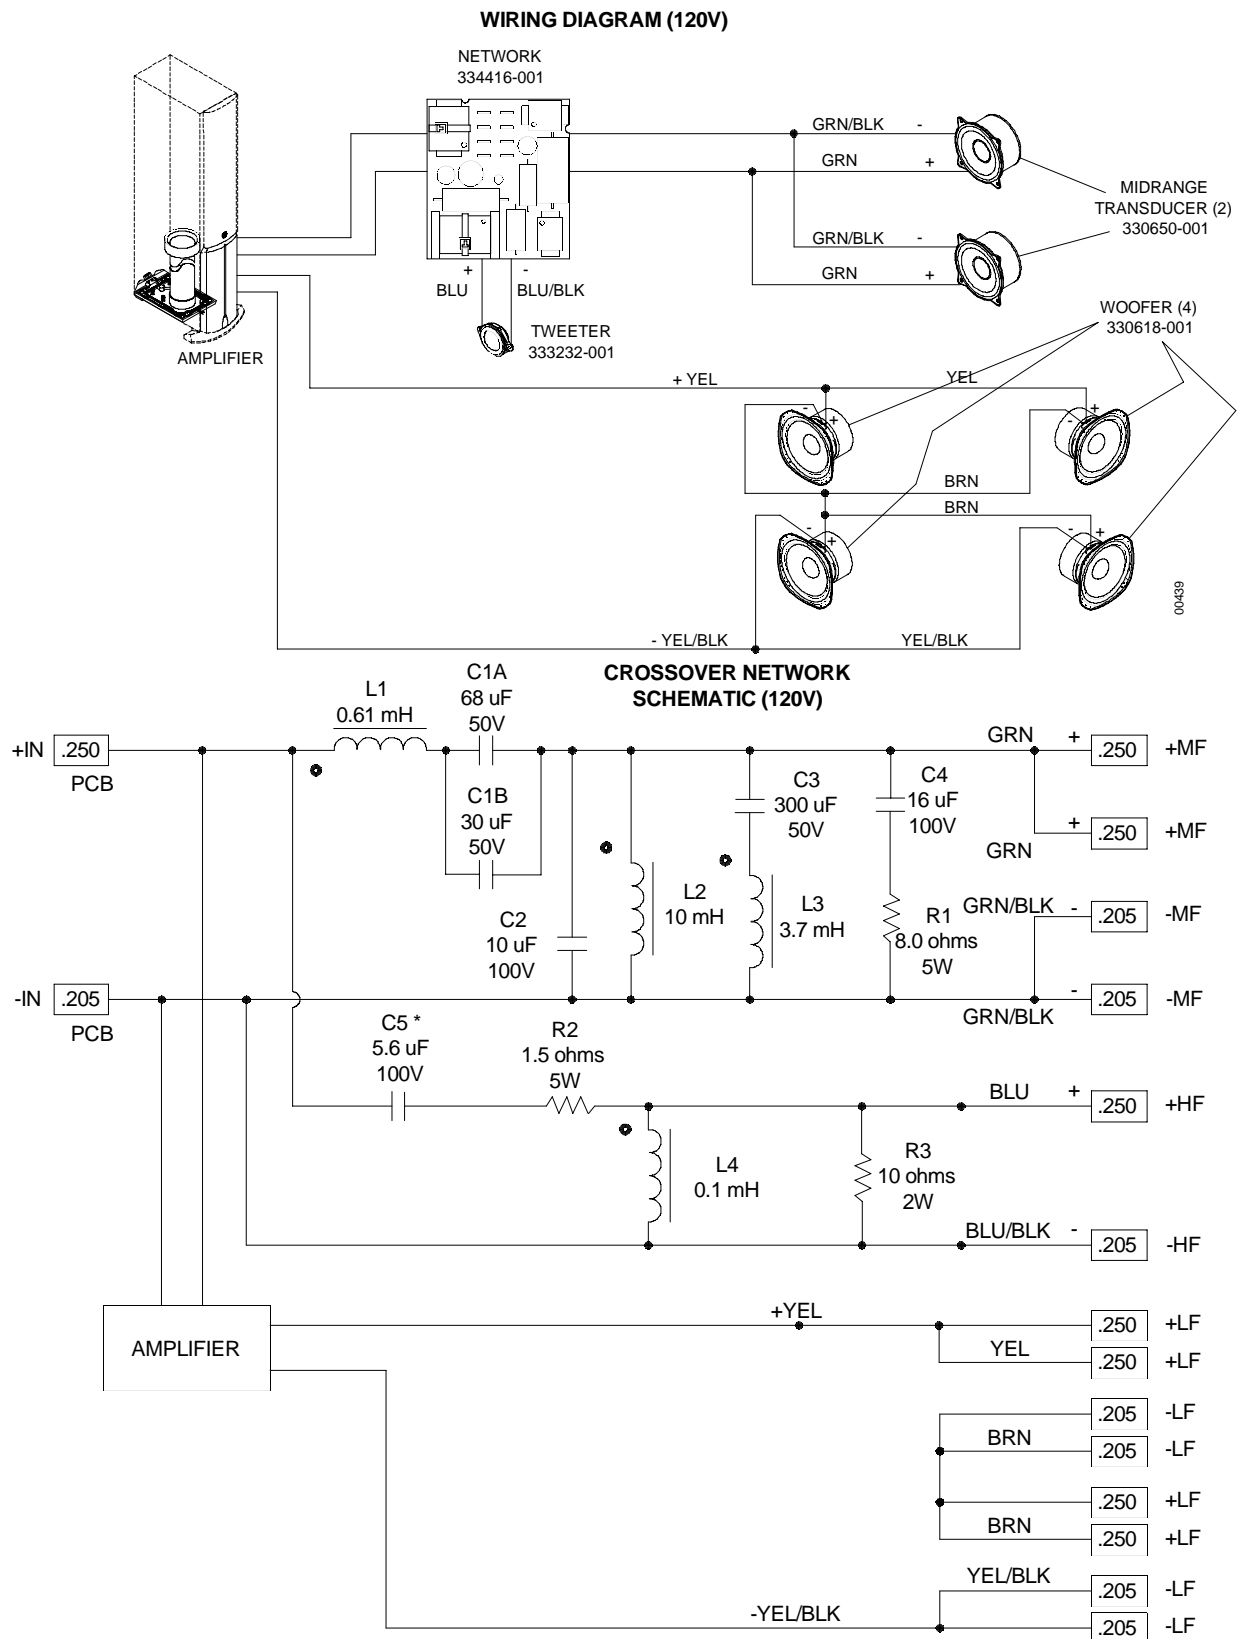 WIRING DIAGRAM (120V)
NETWORK
334416-001
GRN/BLK -
GRN +
MIDRANGE
TRANSDUCER (2)
330650-001
GRN/BLK -
GRN +
+ -
BLU BLU/BLK
TWEETER
333232-001
WOOFER (4)
330618-001
AMPLIFIER
+ YEL YEL
- + - +
BRN
BRN
- + - +
00439
- YEL/BLK YEL/BLK
CROSSOVER NETWORK
SCHEMATIC (120V)
L1
0.61 mH
C1A
68 uF
50V
+IN .250
PCB
C1B
30 uF
50V
C2
10 uF
100V
L2
10 mH
C3
300 uF
50V
L3
3.7 mH
C4
16 uF
100V
R1
8.0 ohms
5W
GRN + .250 +MF
GRN + .250 +MF
GRN/BLK - .205 -MF
GRN/BLK - .205 -MF
-IN .205
PCB
C5 *
5.6 uF
100V
R2
1.5 ohms
5W
L4
0.1 mH
R3
10 ohms
2W
BLU + .250 +HF
BLU/BLK - .205 -HF
AMPLIFIER
+YEL .250 +LF
YEL .250 +LF
.205 -LF
BRN .205 -LF
.250 +LF
BRN .250 +LF
YEL/BLK .205 -LF
-YEL/BLK .205 -LF